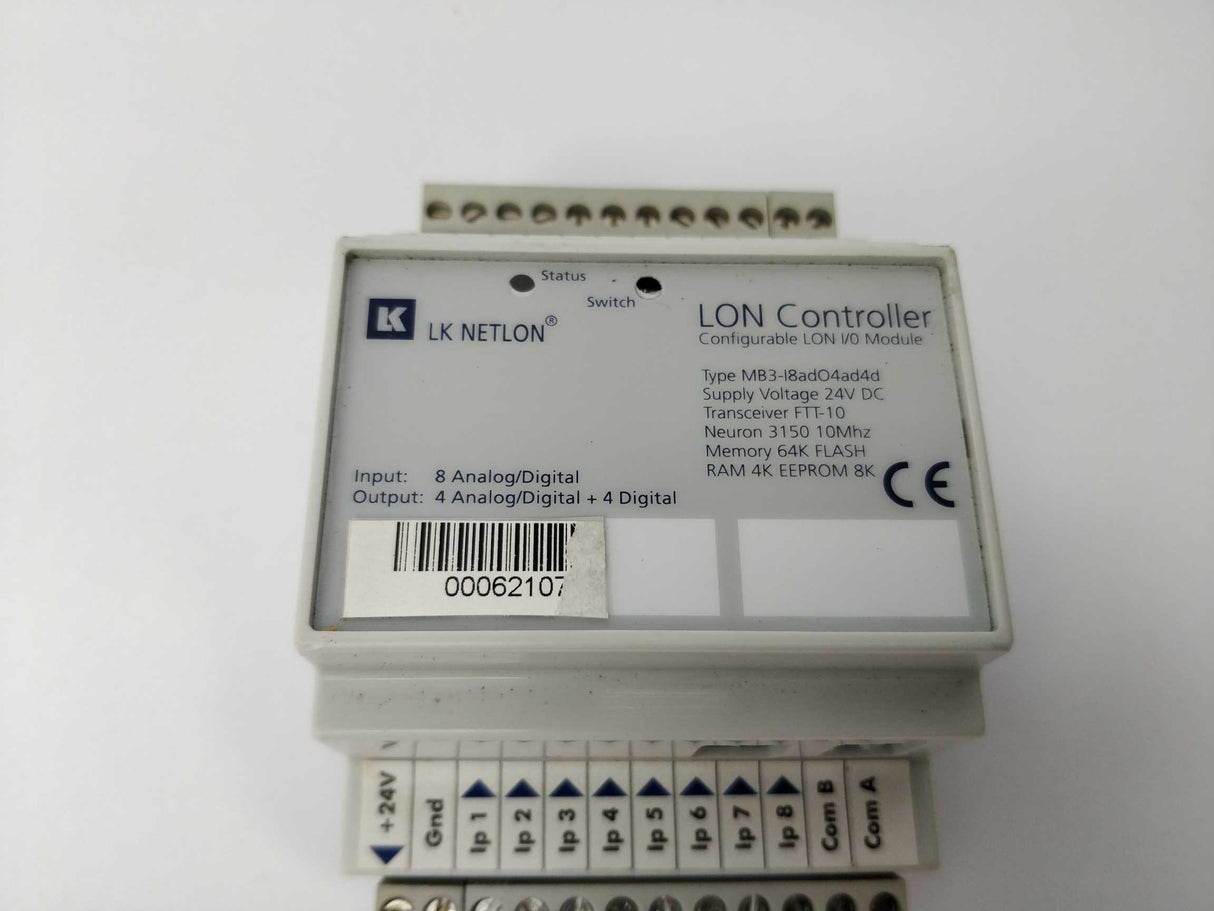 Status
Switch
LK
LK NETLON®
LON Controller
Configurable LON I/0 Module
Type MB3-I8adO4ad4d
Supply Voltage 24V DC
Transceiver FTT-10
Neuron 3150 10Mhz
Memory 64K FLASH
RAM 4K EEPROM 8K
CE
Input: 8 Analog/Digital
Output: 4 Analog/Digital + 4 Digital
00062107
+24V
Gnd
Ip 1
Ip 2
Ip 3
Ip 4
Ip 5
Ip 6
Ip 7
Ip 8
Com B
Com A